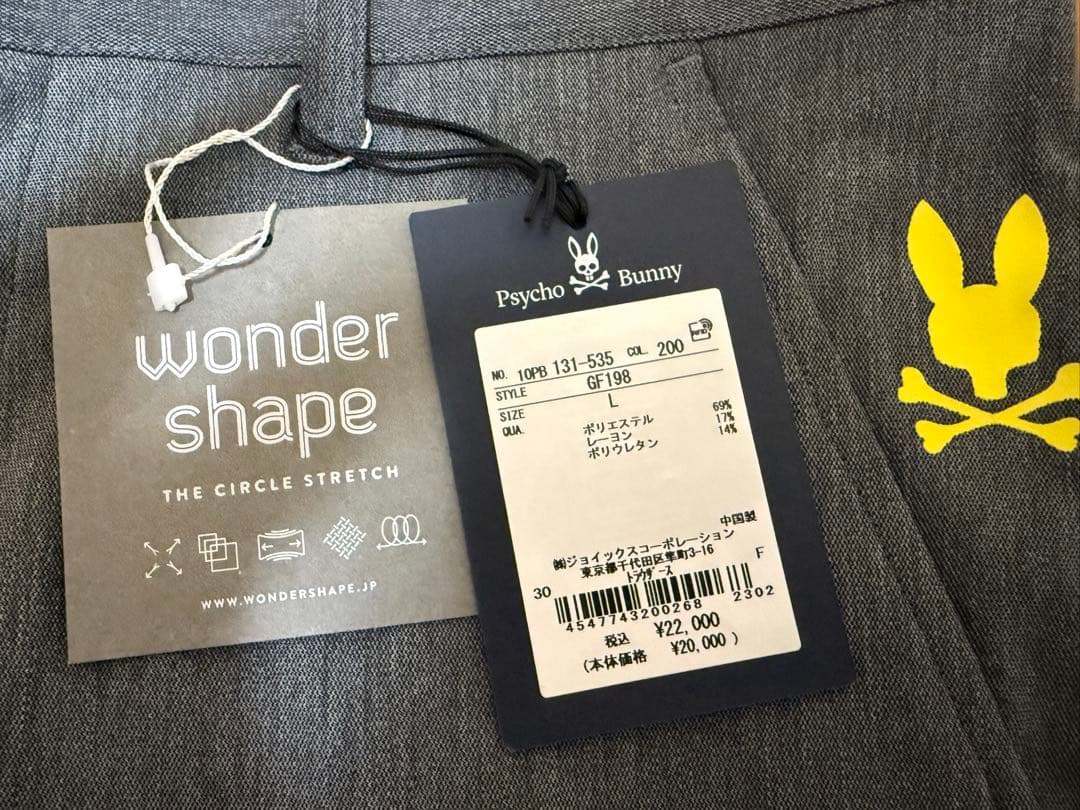 wonder
shape
THE CIRCLE STRETCH
WWW.WONDERSHAPE.JP
Psycho Bunny
NO. 10PB 131-535 COL. 200
STYLE GF198
SIZE L
QUA. ポリエステル 69%
レーヨン 17%
ポリウレタン 14%
中国製
㈱ジョイックスコーポレーション
東京都千代田区隼町3-16
トラウザース F
30
4547743200268 2302
税込 ¥22,000
(本体価格 ¥20,000 )